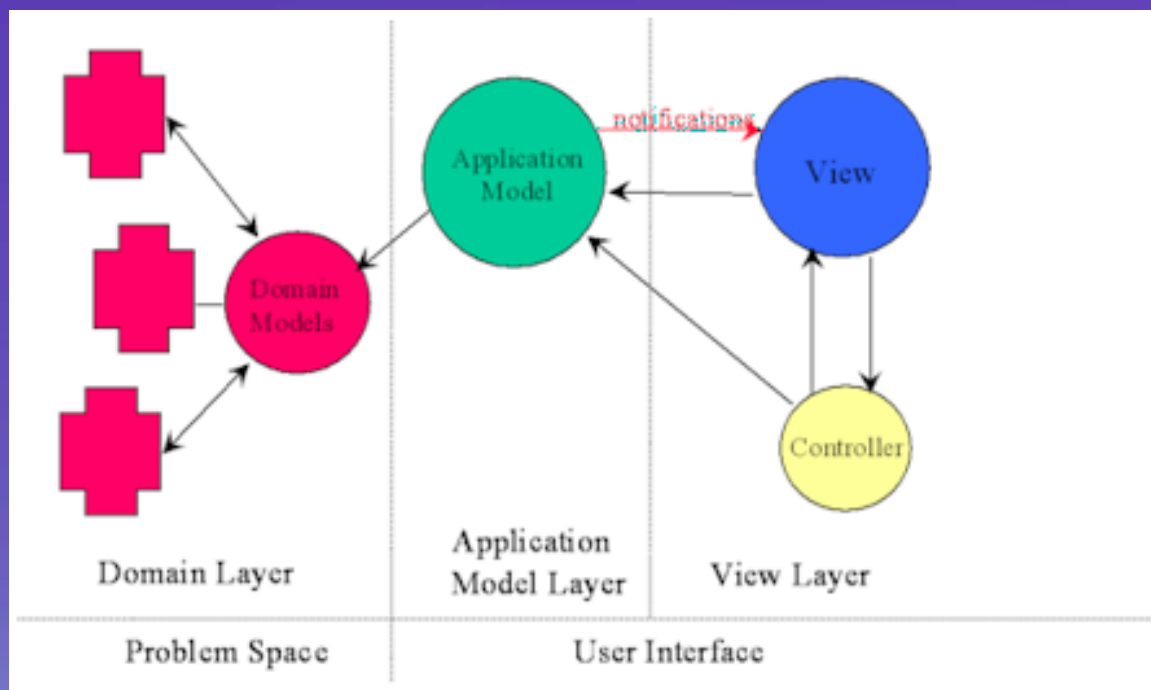 notifications
Application
Model
View
Domain
Models
Controller
Application
Model Layer
Domain Layer
View Layer
Problem Space
User Interface